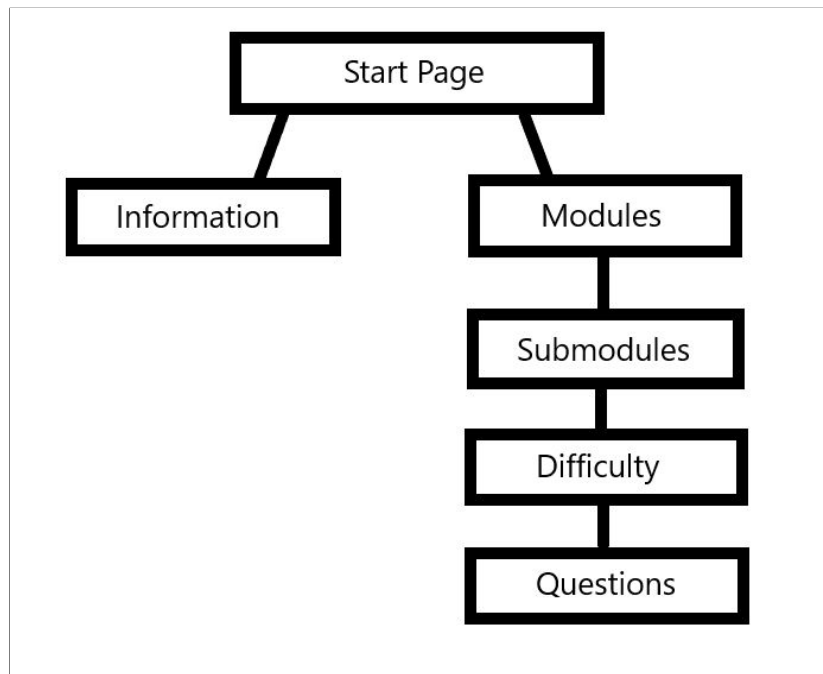 Start Page
Information
Modules
Submodules
Difficulty
Questions